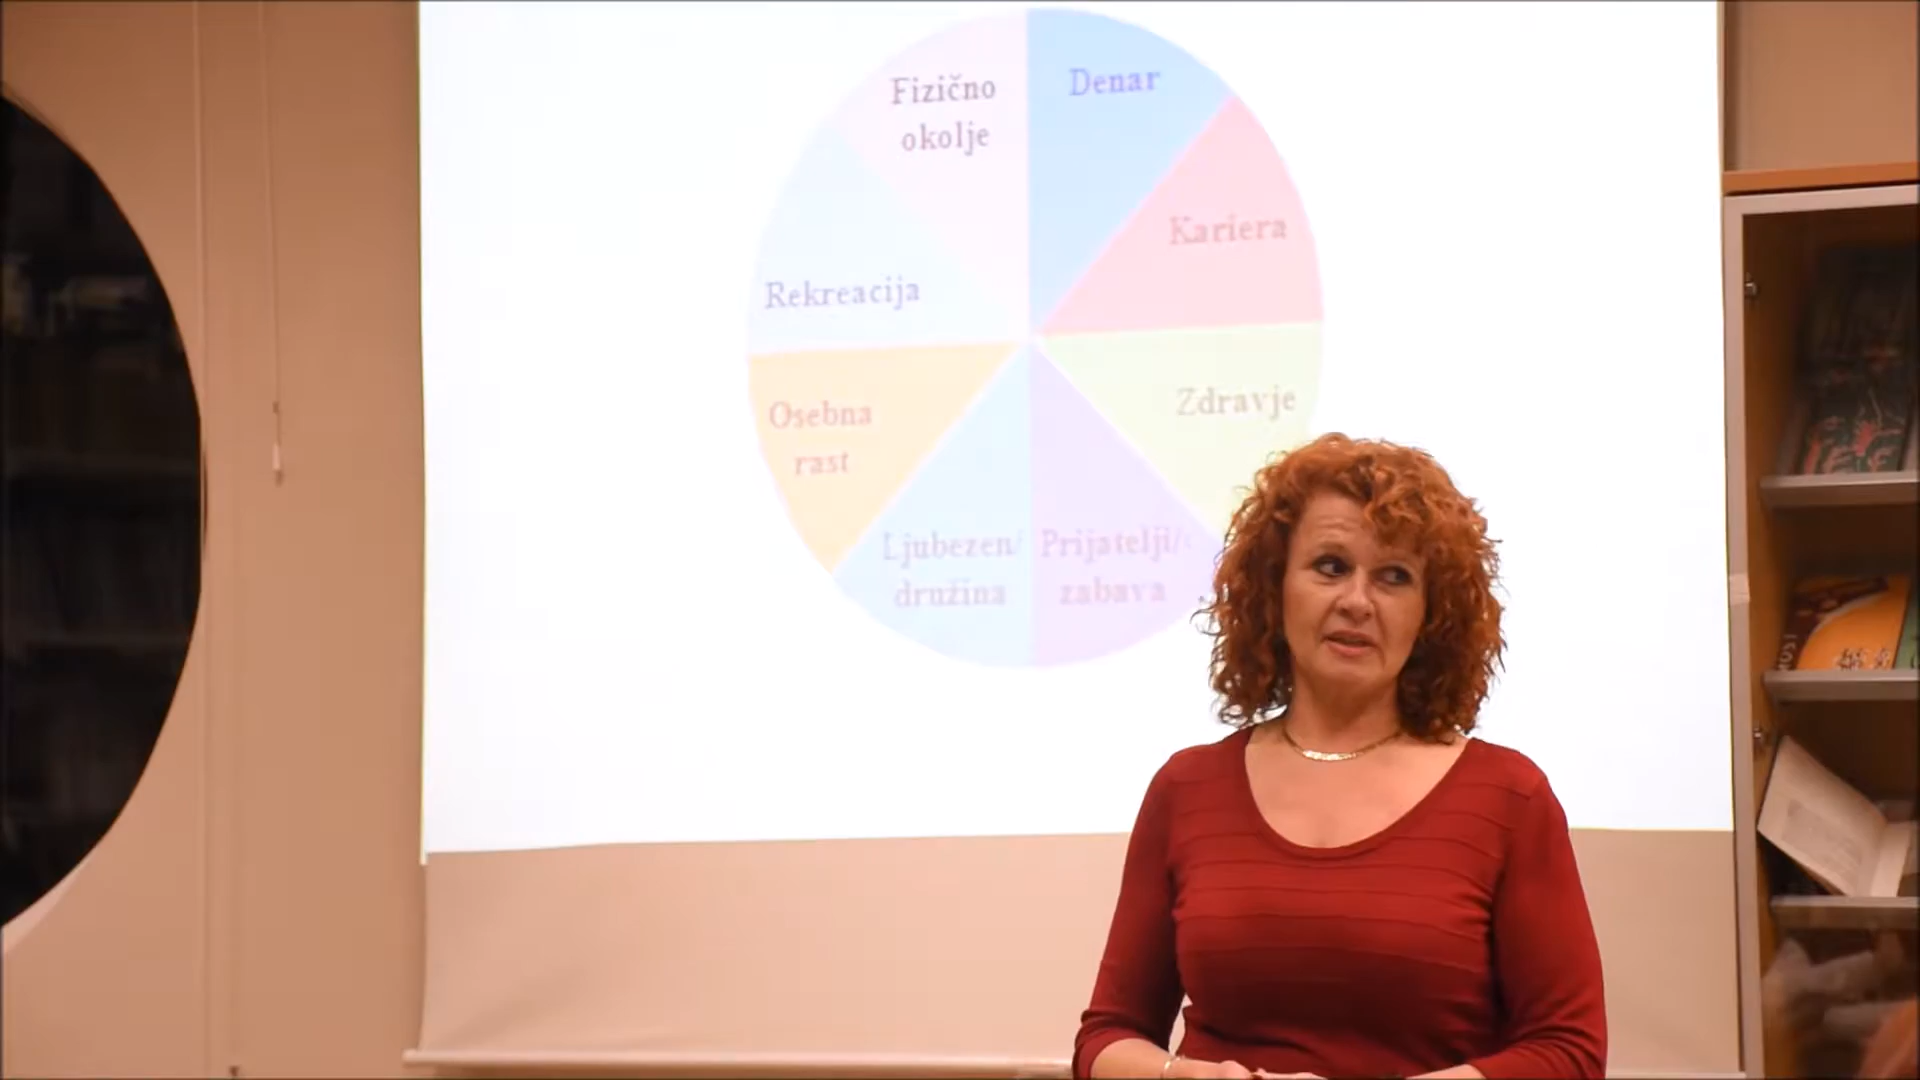 Fizično
okolje
Denar
Kariera
Rekreacija
Zdravje
Osebna
rast
Ljubezen/
družina
Prijatelji/
zabava